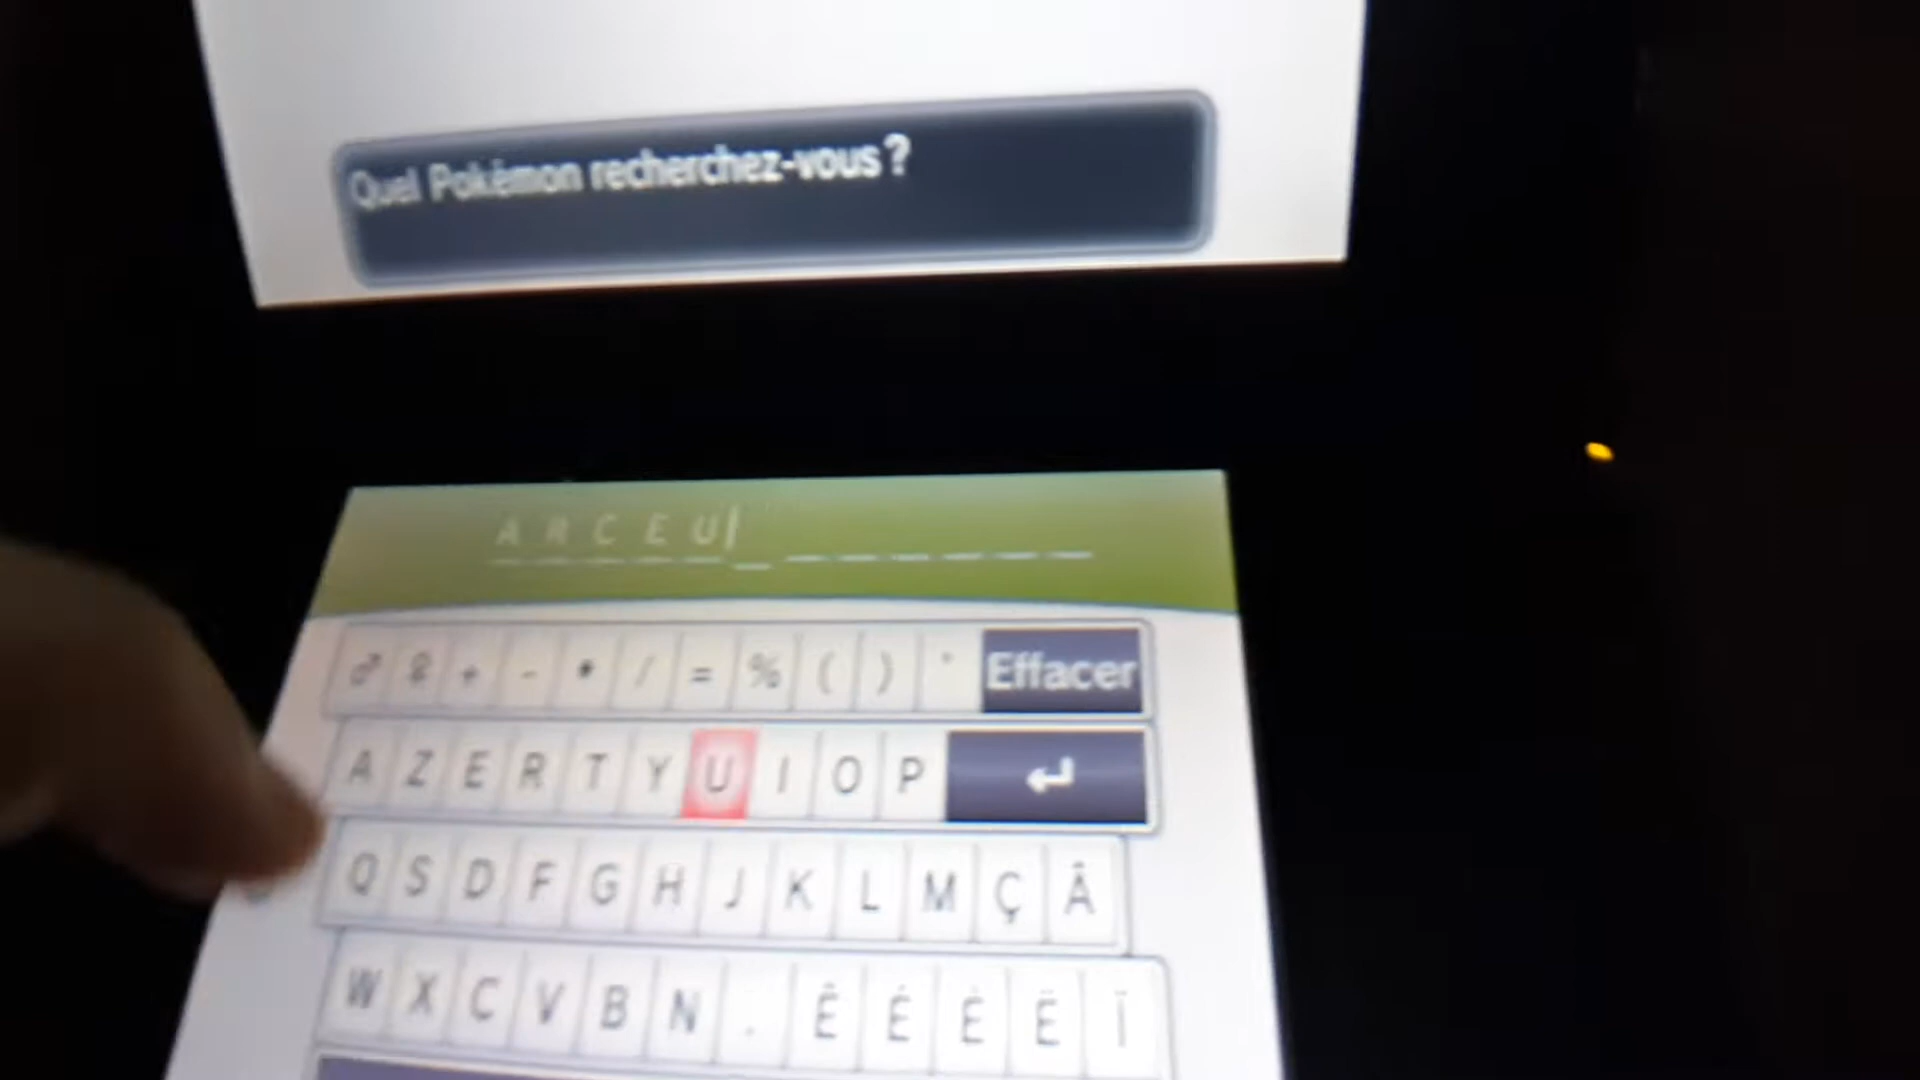 Quel Pokémon recherchez-vous ?
ARCEU
♂ ♀ + - * / = % ( ) ° Effacer
A Z E R T Y U I O P ↵
Q S D F G H J K L M Ç Â
W X C V B N . Ê É È Ë Ï